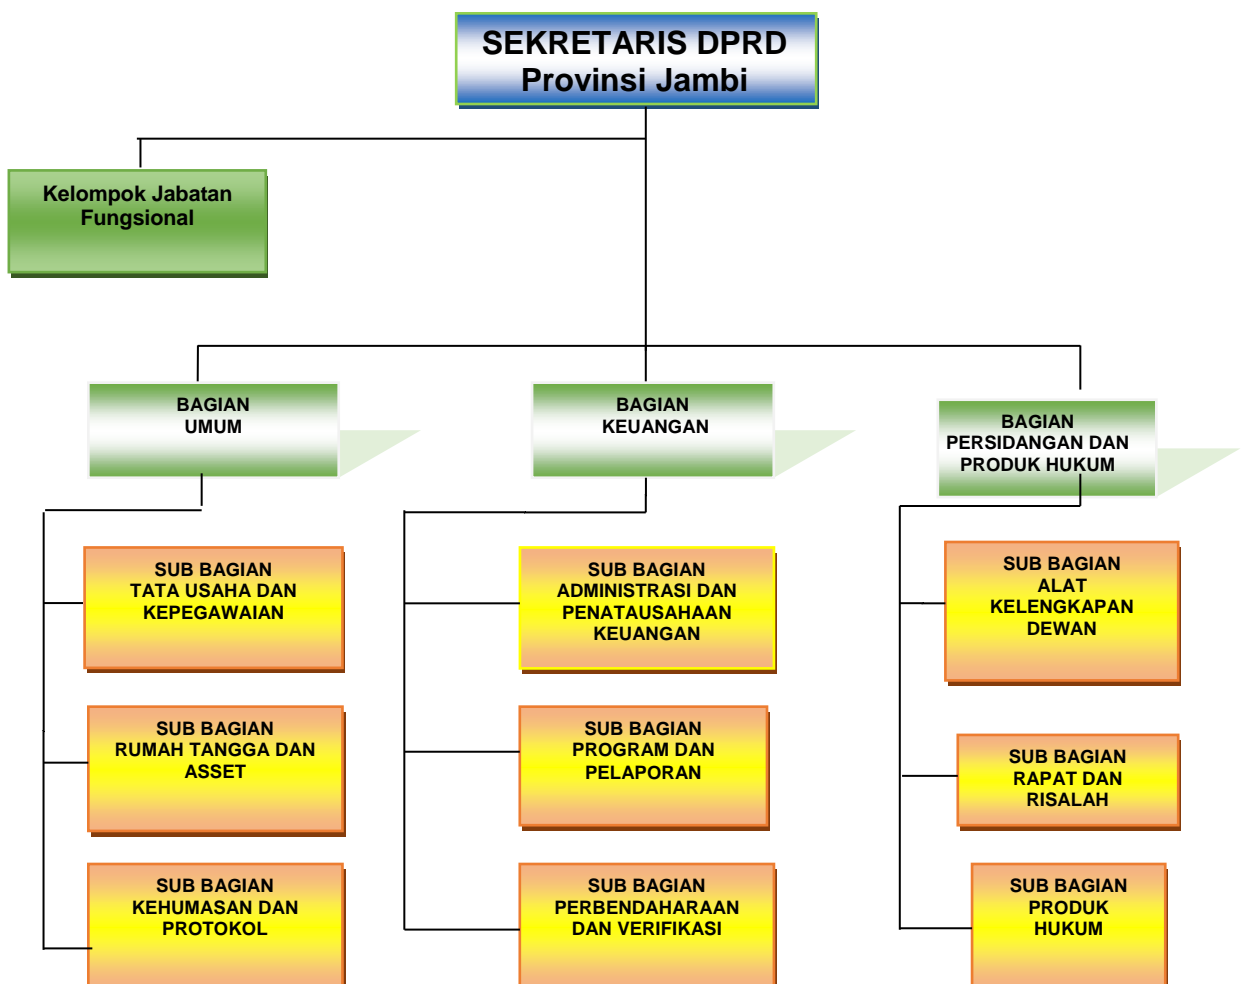 SEKRETARIS DPRD
Provinsi Jambi
Kelompok Jabatan
Fungsional
BAGIAN
UMUM
BAGIAN
KEUANGAN
BAGIAN
PERSIDANGAN DAN
PRODUK HUKUM
SUB BAGIAN
TATA USAHA DAN
KEPEGAWAIAN
SUB BAGIAN
ADMINISTRASI DAN
PENATAUSAHAAN
KEUANGAN
SUB BAGIAN
ALAT
KELENGKAPAN
DEWAN
SUB BAGIAN
RUMAH TANGGA DAN
ASSET
SUB BAGIAN
PROGRAM DAN
PELAPORAN
SUB BAGIAN
RAPAT DAN
RISALAH
SUB BAGIAN
KEHUMASAN DAN
PROTOKOL
SUB BAGIAN
PERBENDAHARAAN
DAN VERIFIKASI
SUB BAGIAN
PRODUK
HUKUM